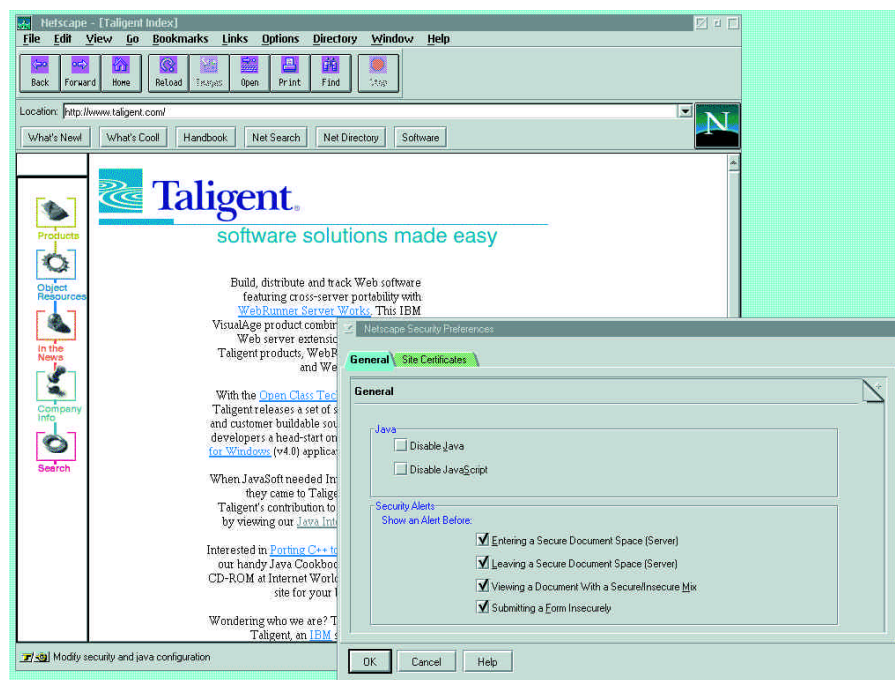 Netscape - [Taligent Index]
File Edit View Go Bookmarks Links Options Directory Window Help
Back Forward Home Reload Images Open Print Find Stop
Location: http://www.taligent.com/
N
What's New! What's Cool! Handbook Net Search Net Directory Software
Taligent®
software solutions made easy
Products
Object
Resources
In the
News
Company
Info
Search
Build, distribute and track Web software
featuring cross-server portability with
WebRunner Server Works. This IBM
VisualAge product combin
Web server extensio
Taligent products, WebR
and We
With the Open Class Tec
Taligent releases a set of s
and customer buildable sou
developers a head-start on
for Windows (v4.0) applica
When JavaSoft needed In
they came to Talige
Taligent's contribution to
by viewing our Java Int
Interested in Porting C++ to
our handy Java Cookboo
CD-ROM at Internet World
site for your
Wondering who we are? T
Taligent, an IBM s
Modify security and java configuration
Netscape Security Preferences
General Site Certificates
General
Java
Disable Java
Disable JavaScript
Security Alerts
Show an Alert Before:
Entering a Secure Document Space (Server)
Leaving a Secure Document Space (Server)
Viewing a Document With a Secure/Insecure Mix
Submitting a Form Insecurely
OK Cancel Help